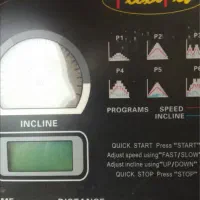 P1 P2 P3
P4 P5 P6
PROGRAMS SPEED
INCLINE
INCLINE
QUICK START Press "START"
Adjust speed using "FAST/SLOW
Adjust incline using "UP/DOWN"
QUICK STOP Press "STOP"
DISTANCE